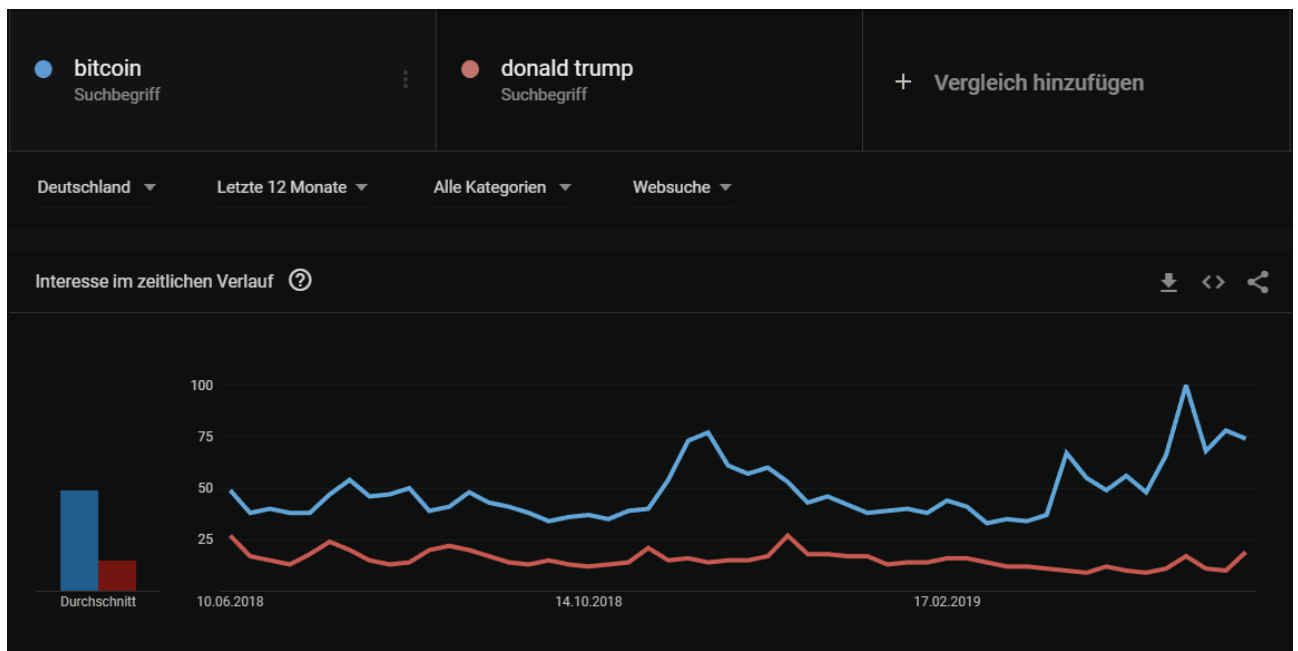 bitcoin
Suchbegriff
donald trump
Suchbegriff
+ Vergleich hinzufügen
Deutschland
Letzte 12 Monate
Alle Kategorien
Websuche
Interesse im zeitlichen Verlauf ?
100
75
50
25
Durchschnitt
10.06.2018
14.10.2018
17.02.2019